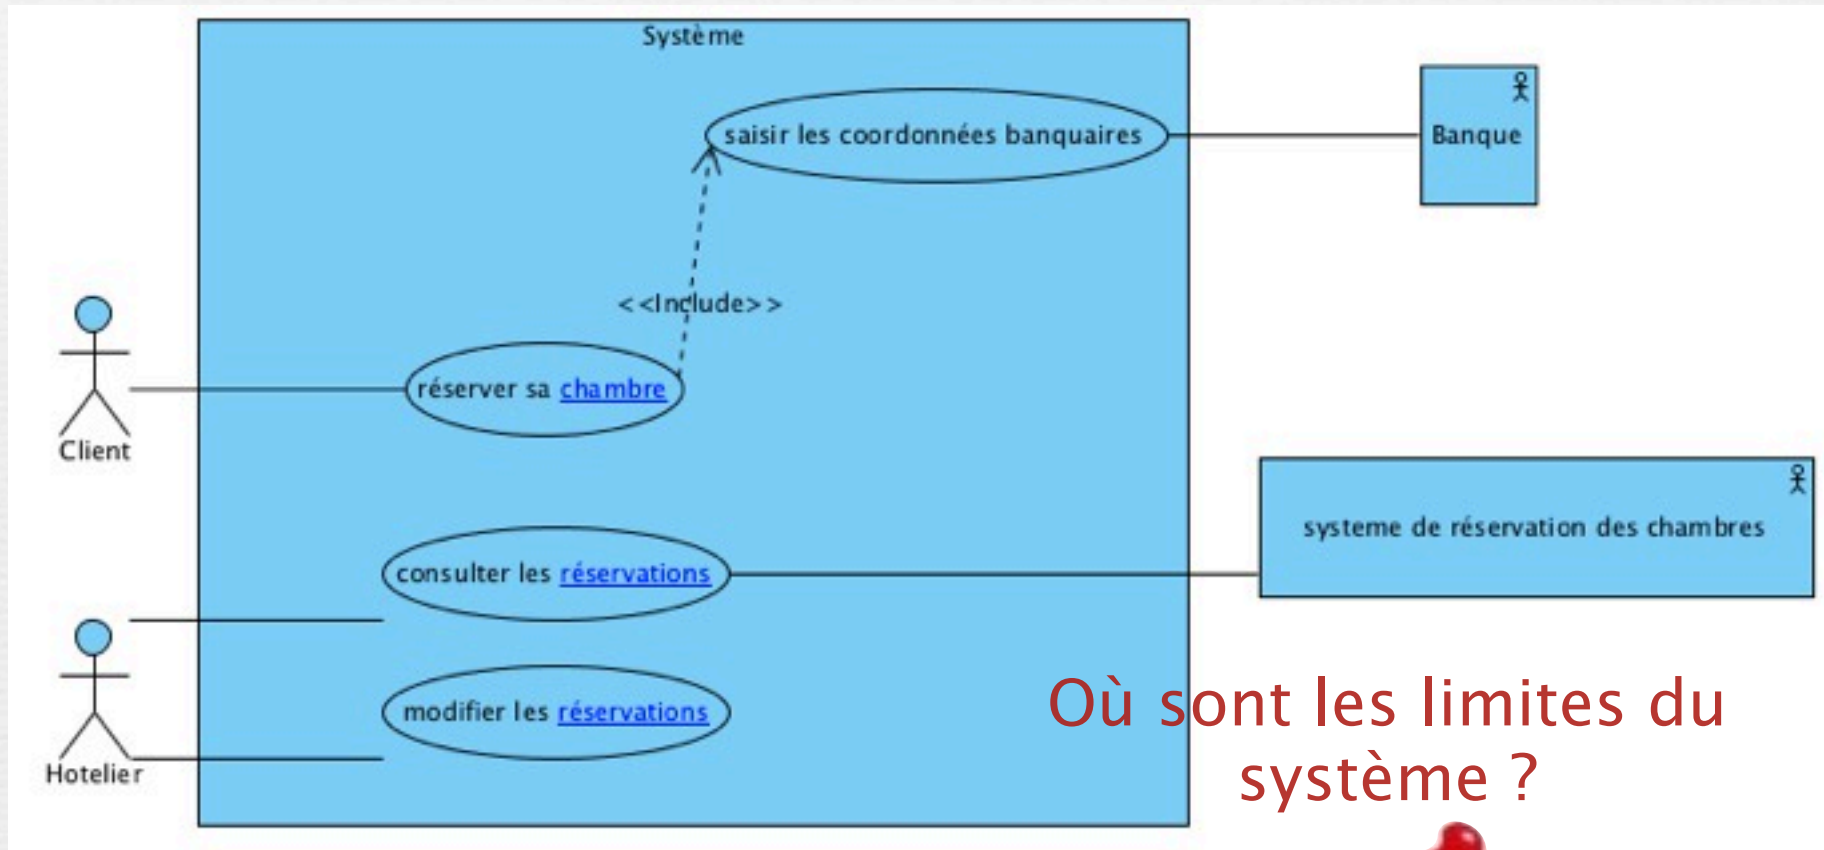 Système
saisir les coordonnées banquaires
Banque
<<Include>>
réserver sa chambre
Client
systeme de réservation des chambres
consulter les réservations
modifier les réservations
Hotelier
Où sont les limites du
système ?